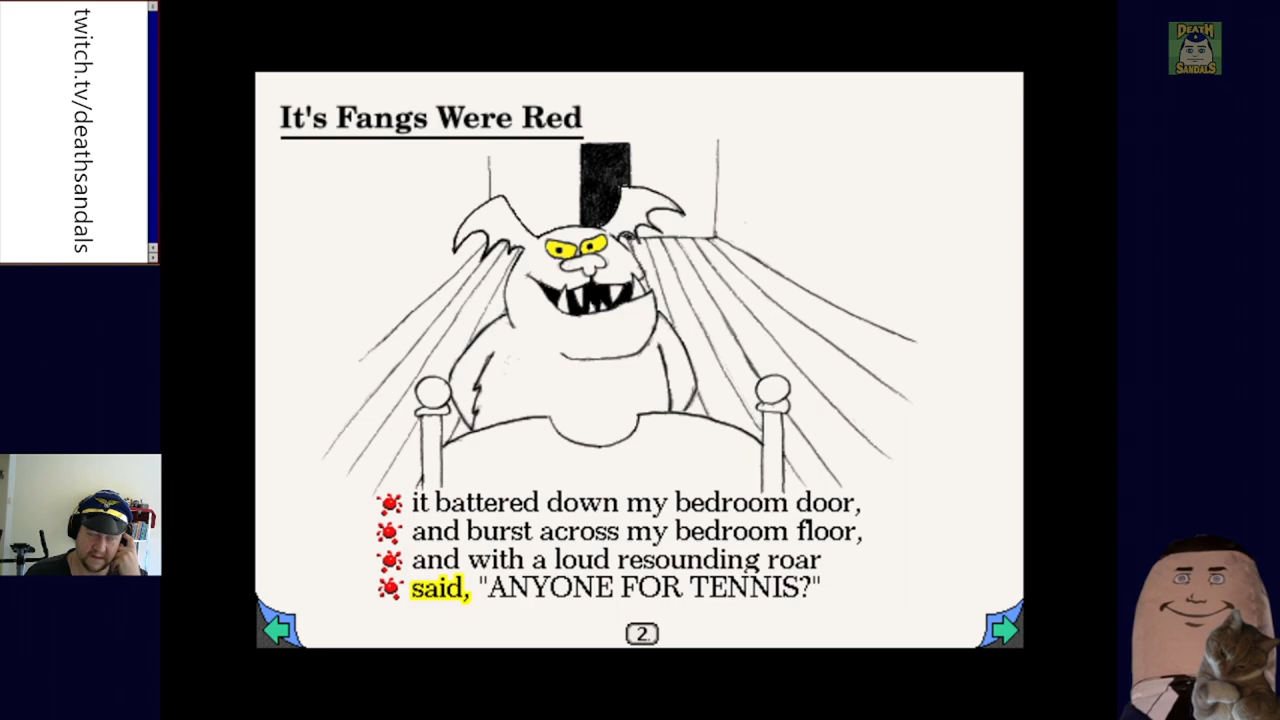 twitch.tv/deathsandals
DEATH
SANDALS
It's Fangs Were Red
it battered down my bedroom door,
and burst across my bedroom floor,
and with a loud resounding roar
said, "ANYONE FOR TENNIS?"
2